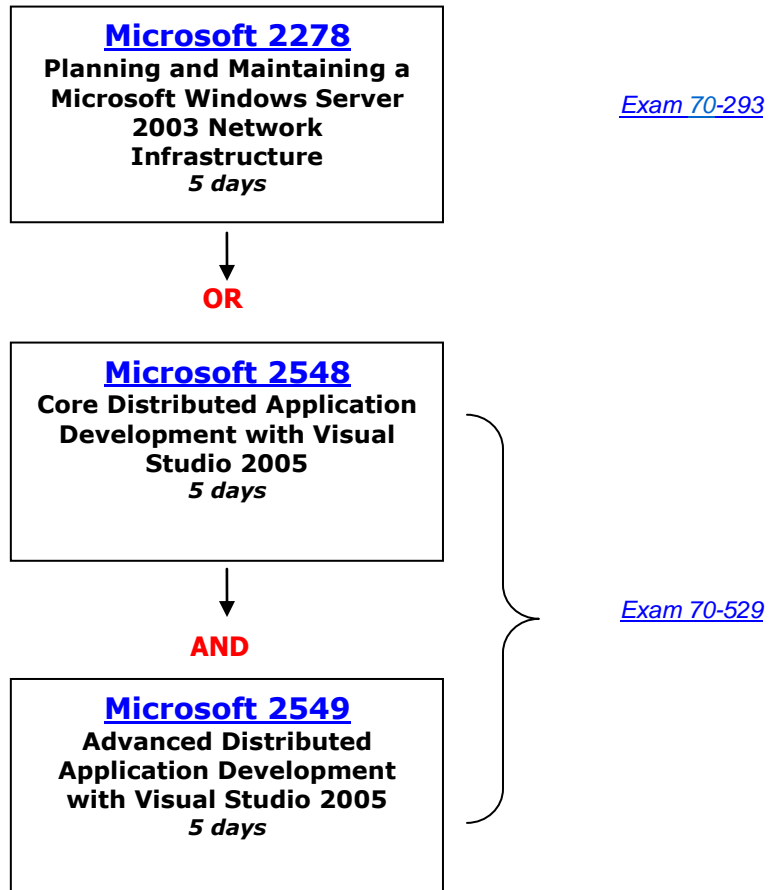 Microsoft 2278
Planning and Maintaining a
Microsoft Windows Server
2003 Network
Infrastructure
5 days
Exam 70-293
OR
Microsoft 2548
Core Distributed Application
Development with Visual
Studio 2005
5 days
Exam 70-529
AND
Microsoft 2549
Advanced Distributed
Application Development
with Visual Studio 2005
5 days